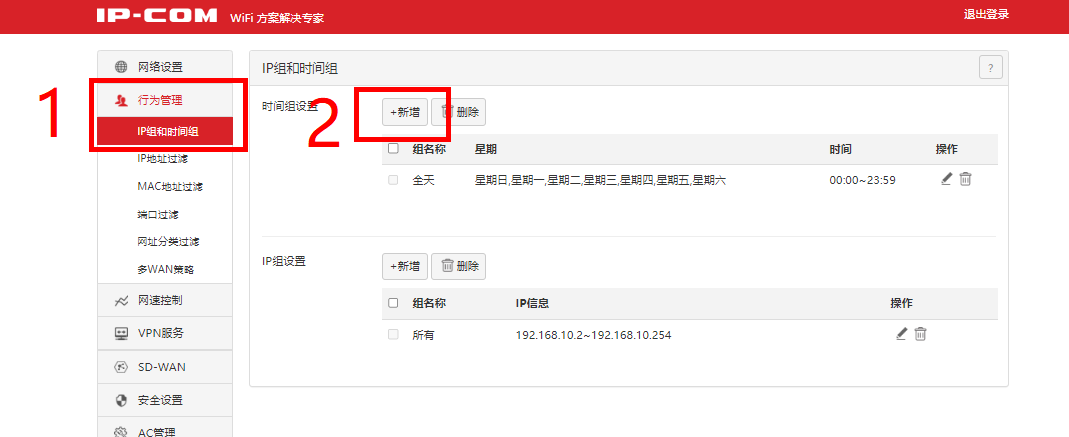 IP-COM WiFi 方案解决专家 退出登录
网络设置
行为管理
IP组和时间组
IP地址过滤
MAC地址过滤
端口过滤
网址分类过滤
多WAN策略
网速控制
VPN服务
SD-WAN
安全设置
AC管理
1
IP组和时间组 ?
时间组设置 +新增 删除
2
组名称 星期 时间 操作
全天 星期日,星期一,星期二,星期三,星期四,星期五,星期六 00:00~23:59
IP组设置 +新增 删除
组名称 IP信息 操作
所有 192.168.10.2~192.168.10.254